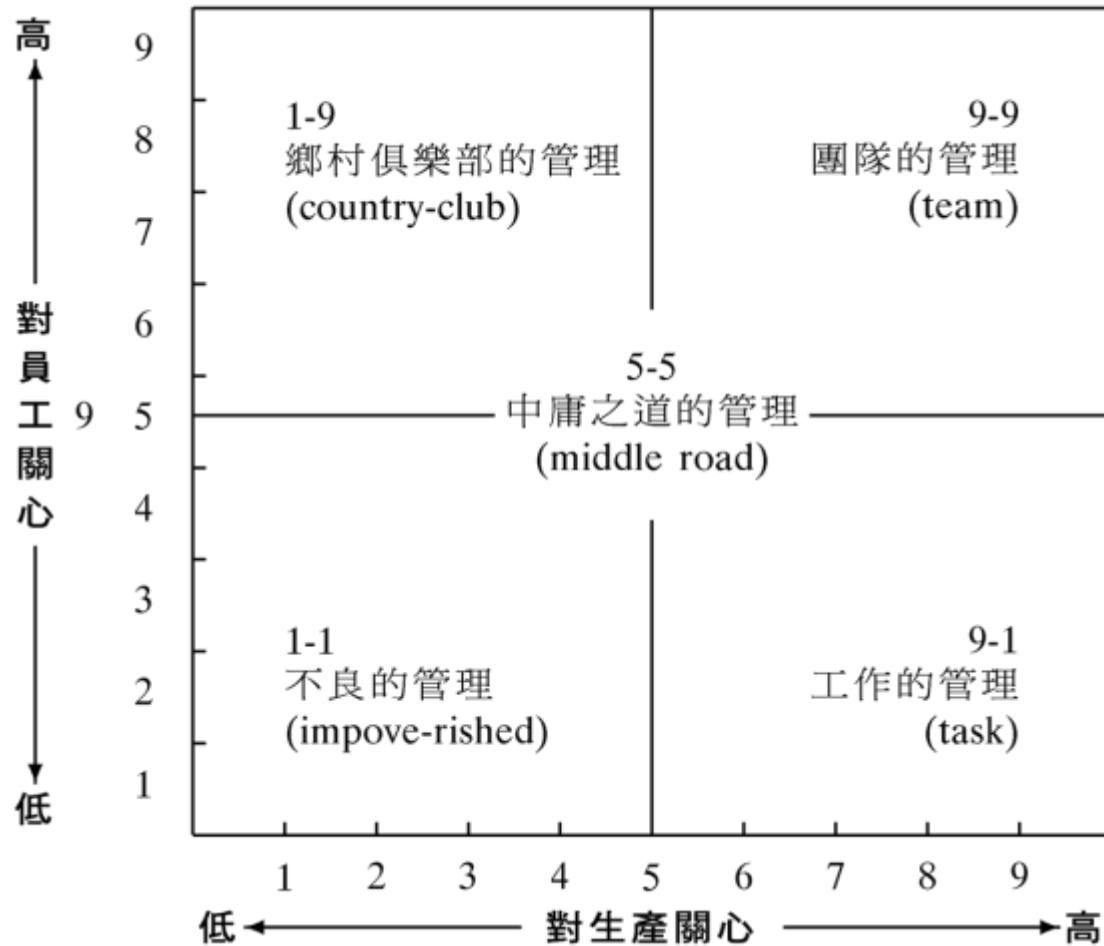 高
9
8
7
6
5
4
3
2
1
對員工關心
9
低
1-9
鄉村俱樂部的管理
(country-club)
9-9
團隊的管理
(team)
5-5
中庸之道的管理
(middle road)
1-1
不良的管理
(impove-rished)
9-1
工作的管理
(task)
1 2 3 4 5 6 7 8 9
低 對生產關心 高